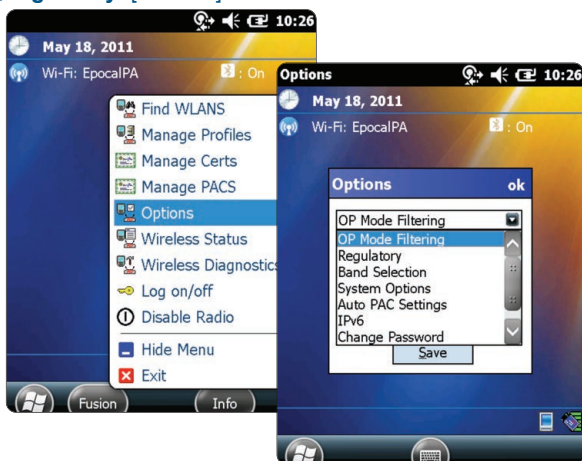 10:26
May 18, 2011
Wi-Fi: EpocalPA : On
Find WLANS
Manage Profiles
Manage Certs
Manage PACS
Options
Wireless Status
Wireless Diagnostics
Log on/off
Disable Radio
Hide Menu
Exit
Fusion Info
Options 10:26
May 18, 2011
Wi-Fi: EpocalPA : On
Options ok
OP Mode Filtering
OP Mode Filtering
Regulatory
Band Selection
System Options
Auto PAC Settings
IPv6
Change Password
Save